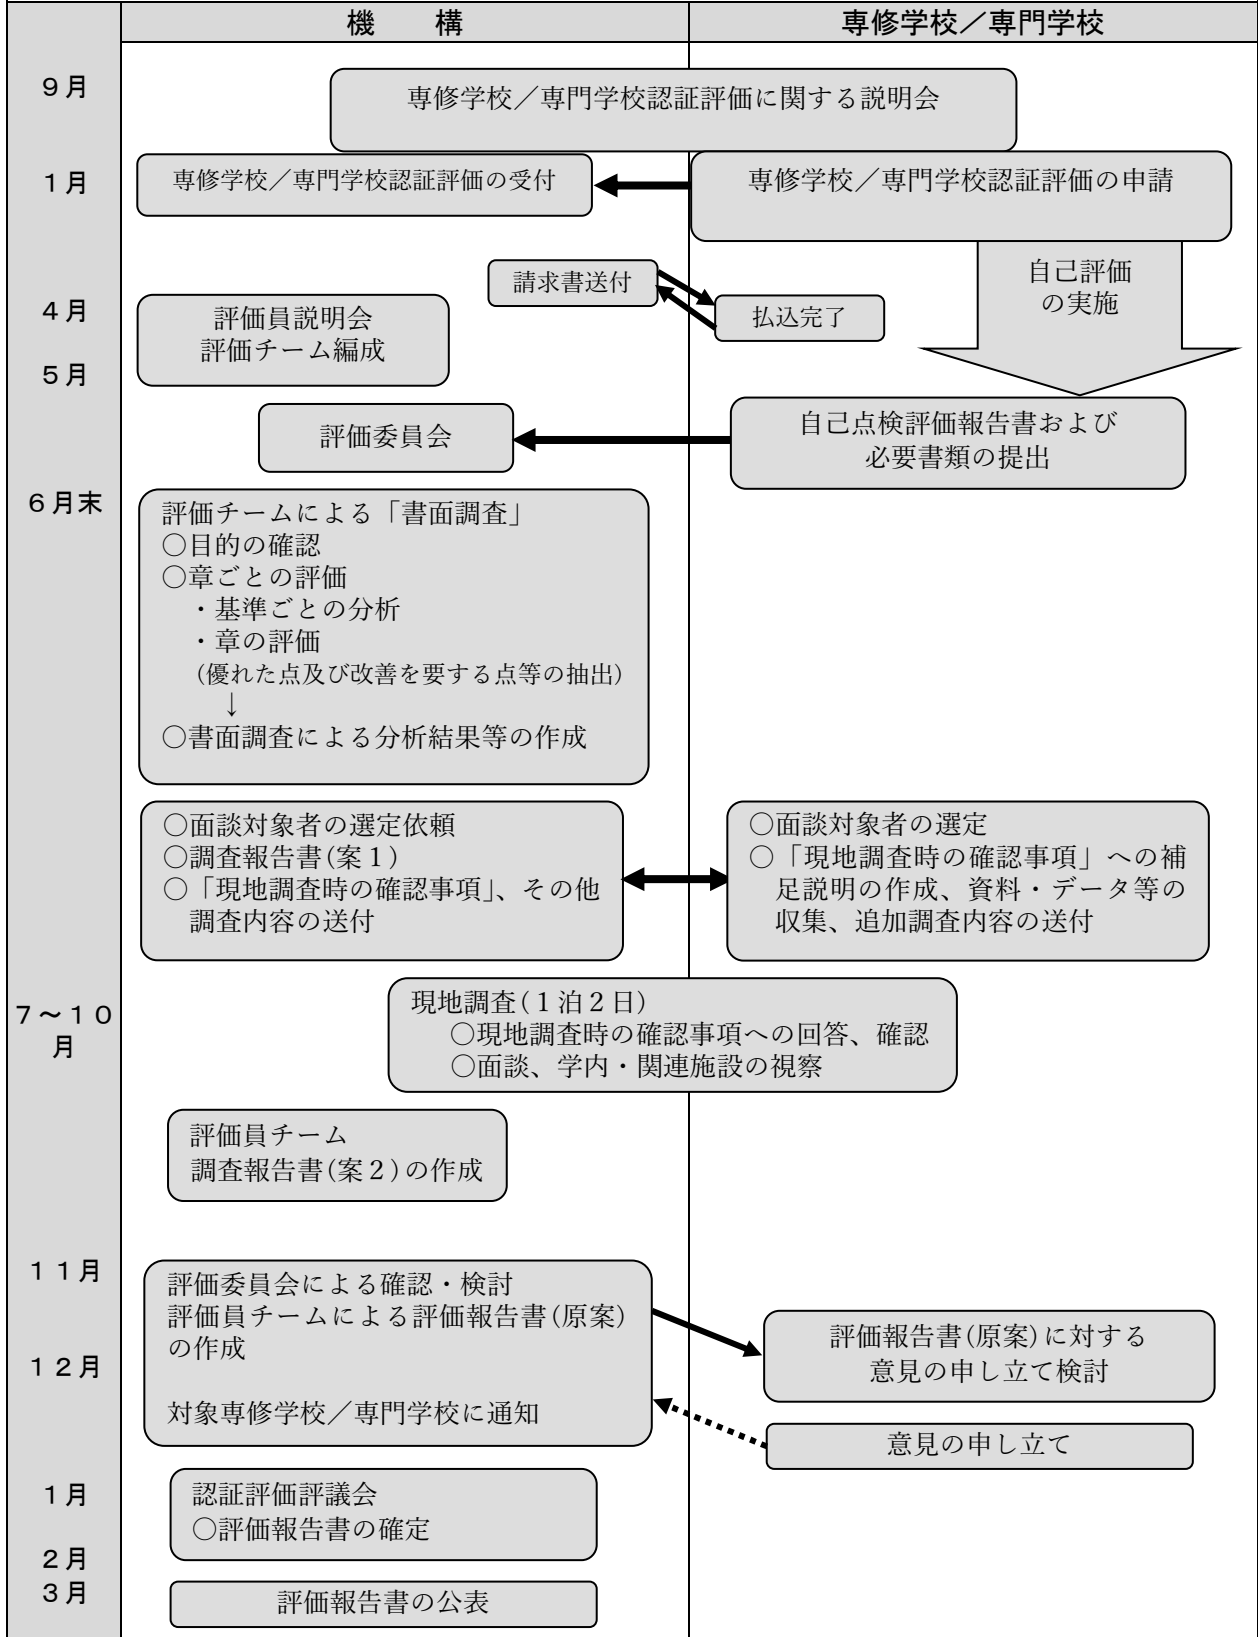 機　　構
専修学校／専門学校
９月
専修学校／専門学校認証評価に関する説明会
１月
専修学校／専門学校認証評価の受付
専修学校／専門学校認証評価の申請
自己評価
の実施
請求書送付
払込完了
４月
評価員説明会
評価チーム編成
５月
評価委員会
自己点検評価報告書および
必要書類の提出
６月末
評価チームによる「書面調査」
○目的の確認
○章ごとの評価
・基準ごとの分析
・章の評価
(優れた点及び改善を要する点等の抽出)
↓
○書面調査による分析結果等の作成
○面談対象者の選定依頼
○調査報告書(案１)
○「現地調査時の確認事項」、その他
調査内容の送付
○面談対象者の選定
○「現地調査時の確認事項」への補
足説明の作成、資料・データ等の
収集、追加調査内容の送付
７～１０
月
現地調査(１泊２日)
○現地調査時の確認事項への回答、確認
○面談、学内・関連施設の視察
評価員チーム
調査報告書(案２)の作成
１１月
評価委員会による確認・検討
評価員チームによる評価報告書(原案)
の作成
対象専修学校／専門学校に通知
１２月
評価報告書(原案)に対する
意見の申し立て検討
意見の申し立て
１月
認証評価評議会
○評価報告書の確定
２月
３月
評価報告書の公表